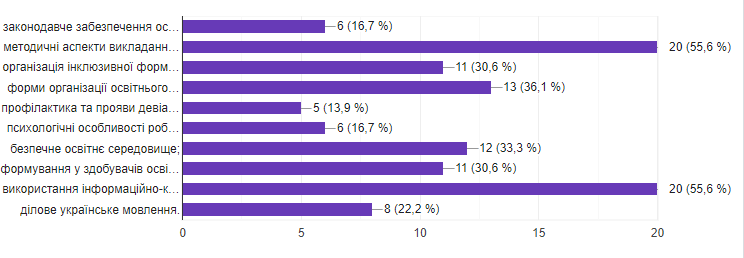 законодавче забезпечення ос… 6 (16,7 %)
методичні аспекти викладанн… 20 (55,6 %)
організація інклюзивної форм… 11 (30,6 %)
форми організації освітнього… 13 (36,1 %)
профілактика та прояви девіа… 5 (13,9 %)
психологічні особливості роб… 6 (16,7 %)
безпечне освітнє середовище; 12 (33,3 %)
формування у здобувачів осві… 11 (30,6 %)
використання інформаційно-к… 20 (55,6 %)
ділове українське мовлення. 8 (22,2 %)
0 5 10 15 20